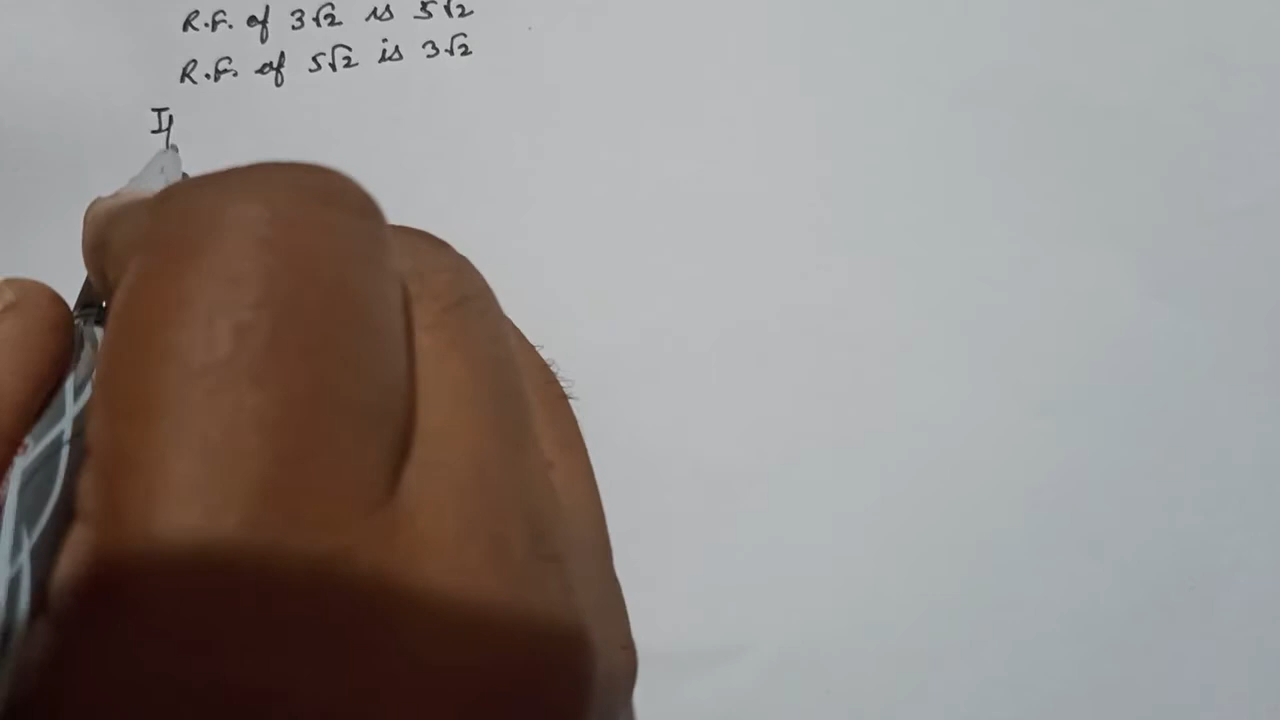 R.F. of 3√2 is 5√2
R.F. of 5√2 is 3√2
If